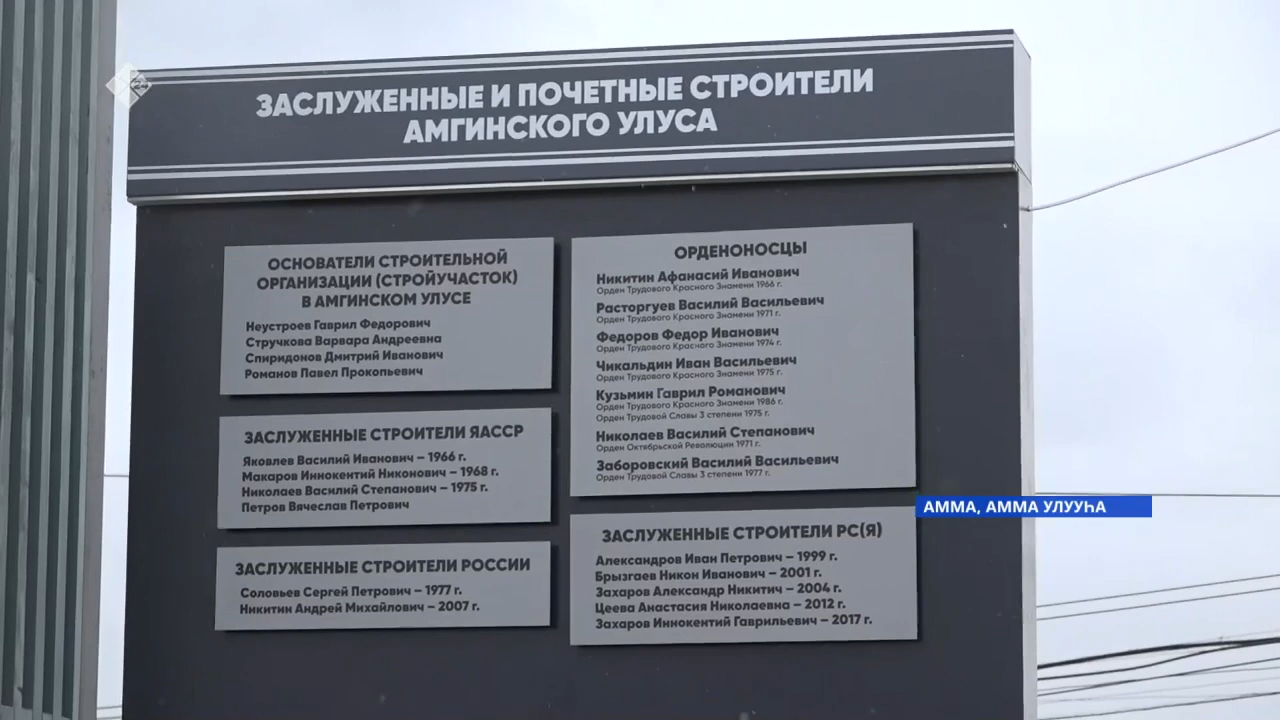 ЗАСЛУЖЕННЫЕ И ПОЧЕТНЫЕ СТРОИТЕЛИ
АМГИНСКОГО УЛУСА
ОСНОВАТЕЛИ СТРОИТЕЛЬНОЙ
ОРГАНИЗАЦИИ (СТРОЙУЧАСТОК)
В АМГИНСКОМ УЛУСЕ
Неустроев Гаврил Федорович
Стручкова Варвара Андреевна
Спиридонов Дмитрий Иванович
Романов Павел Прокопьевич
ЗАСЛУЖЕННЫЕ СТРОИТЕЛИ ЯАССР
Яковлев Василий Иванович – 1966 г.
Макаров Иннокентий Никонович – 1968 г.
Николаев Василий Степанович – 1975 г.
Петров Вячеслав Петрович
ЗАСЛУЖЕННЫЕ СТРОИТЕЛИ РОССИИ
Соловьев Сергей Петрович – 1977 г.
Никитин Андрей Михайлович – 2007 г.
ОРДЕНОНОСЦЫ
Никитин Афанасий Иванович
Орден Трудового Красного Знамени 1966 г.
Расторгуев Василий Васильевич
Орден Трудового Красного Знамени 1971 г.
Федоров Федор Иванович
Орден Трудового Красного Знамени 1974 г.
Чикальдин Иван Васильевич
Орден Трудового Красного Знамени 1975 г.
Кузьмин Гаврил Романович
Орден Трудового Красного Знамени 1986 г.
Орден Трудовой Славы 3 степени 1975 г.
Николаев Василий Степанович
Орден Октябрьской Революции 1971 г.
Заборовский Василий Васильевич
Орден Трудовой Славы 3 степени 1977 г.
ЗАСЛУЖЕННЫЕ СТРОИТЕЛИ РС(Я)
Александров Иван Петрович – 1999 г.
Брызгаев Никон Иванович – 2001 г.
Захаров Александр Никитич – 2004 г.
Цеева Анастасия Николаевна – 2012 г.
Захаров Иннокентий Гаврильевич – 2017 г.
АММА, АММА УЛУУҺА